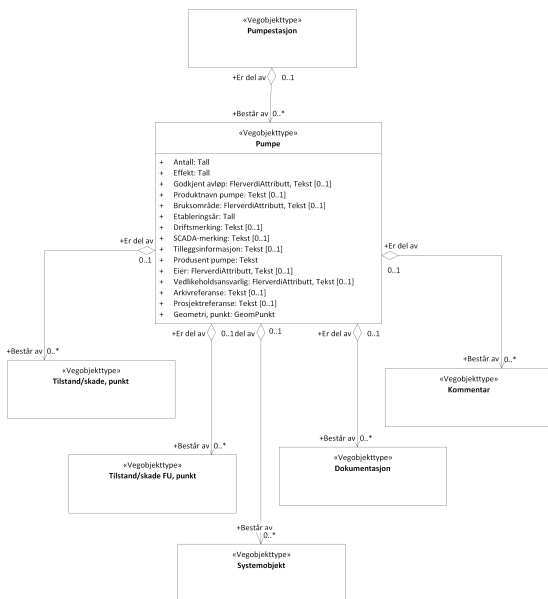 «Vegobjekttype»
Pumpestasjon
+Er del av 0..1
+Består av 0..*
«Vegobjekttype»
Pumpe
+ Antall: Tall
+ Effekt: Tall
+ Godkjent avløp: FlerverdiAttributt, Tekst [0..1]
+ Produktnavn pumpe: Tekst [0..1]
+ Bruksområde: FlerverdiAttributt, Tekst [0..1]
+ Etableringsår: Tall
+ Driftsmerking: Tekst [0..1]
+ SCADA-merking: Tekst [0..1]
+ Tilleggsinformasjon: Tekst [0..1]
+ Produsent pumpe: Tekst
+ Eier: FlerverdiAttributt, Tekst [0..1]
+ Vedlikeholdsansvarlig: FlerverdiAttributt, Tekst [0..1]
+ Arkivreferanse: Tekst [0..1]
+ Prosjektreferanse: Tekst [0..1]
+ Geometri, punkt: GeomPunkt
+Er del av
0..1
+Er del av
0..1
+Er del av 0..1
del av 0..1
+Er del av 0..1
+Består av 0..*
«Vegobjekttype»
Tilstand/skade, punkt
+Består av 0..*
«Vegobjekttype»
Kommentar
+Består av 0..*
«Vegobjekttype»
Tilstand/skade FU, punkt
+Består av 0..*
«Vegobjekttype»
Dokumentasjon
+Består av
0..*
«Vegobjekttype»
Systemobjekt